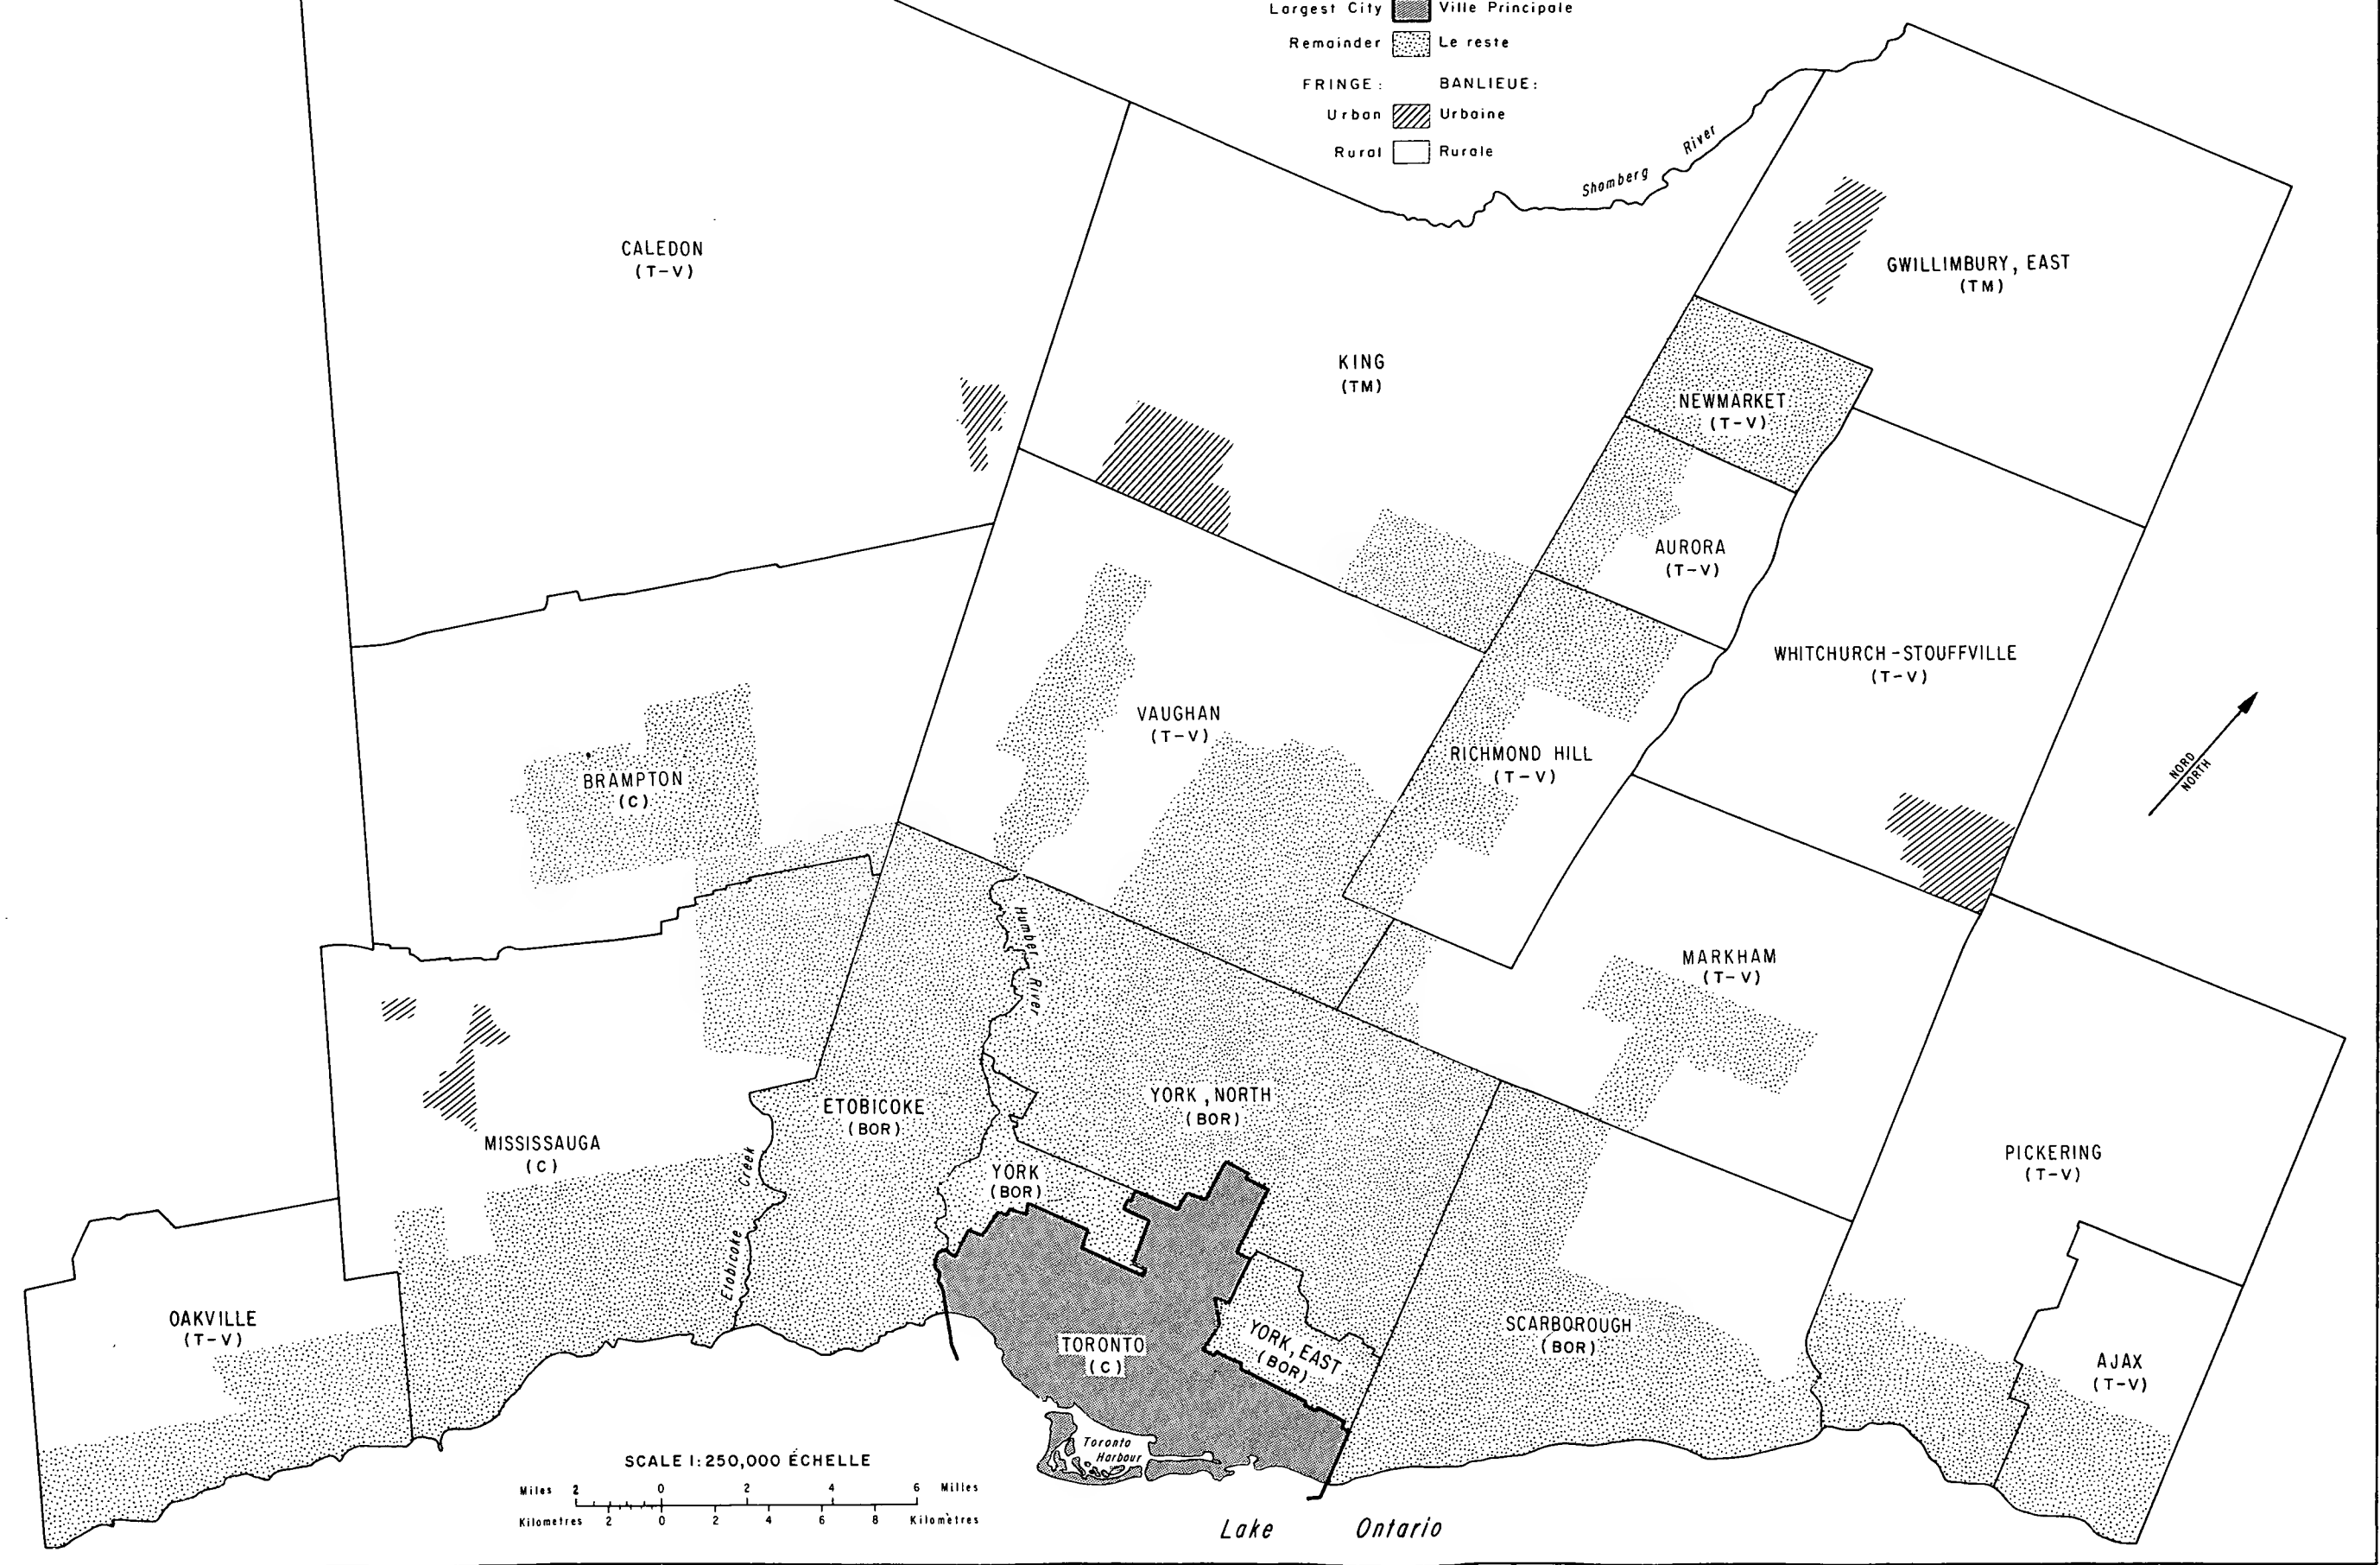 Largest City Ville Principale
Remainder Le reste
FRINGE: BANLIEUE:
Urban Urbaine
Rural Rurale
Shomberg River
CALEDON
(T-V)
GWILLIMBURY, EAST
(TM)
KING
(TM)
NEWMARKET
(T-V)
AURORA
(T-V)
WHITCHURCH-STOUFFVILLE
(T-V)
VAUGHAN
(T-V)
RICHMOND HILL
(T-V)
NORD
NORTH
BRAMPTON
(C)
Humber River
MARKHAM
(T-V)
ETOBICOKE
(BOR)
YORK, NORTH
(BOR)
MISSISSAUGA
(C)
PICKERING
(T-V)
YORK
(BOR)
Etobicoke Creek
OAKVILLE
(T-V)
SCARBOROUGH
(BOR)
TORONTO
(C)
YORK, EAST
(BOR)
AJAX
(T-V)
Toronto
Harbour
SCALE 1:250,000 ÉCHELLE
Miles 2 0 2 4 6 Milles
Kilometres 2 0 2 4 6 8 Kilomètres
Lake Ontario